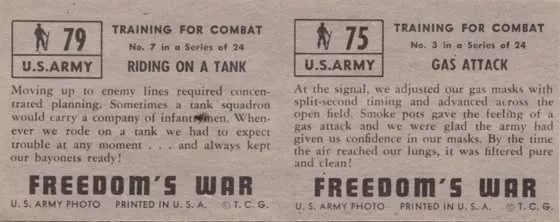 79
U.S.ARMY
TRAINING FOR COMBAT
No. 7 in a Series of 24
RIDING ON A TANK
Moving up to enemy lines required concen-
trated planning. Sometimes a tank squadron
would carry a company of infantrymen. When-
ever we rode on a tank we had to expect
trouble at any moment . . . and always kept
our bayonets ready!
FREEDOM'S WAR
U. S. ARMY PHOTO PRINTED IN U. S. A. © T. C. G.
75
U.S.ARMY
TRAINING FOR COMBAT
No. 3 in a Series of 24
GAS ATTACK
At the signal, we adjusted our gas masks with
split-second timing and advanced across the
open field. Smoke pots gave the feeling of a
gas attack and we were glad the army had
given us confidence in our masks. By the time
the air reached our lungs, it was filtered pure
and clean!
FREEDOM'S WAR
U. S. ARMY PHOTO PRINTED IN U. S. A. © T. C. G.